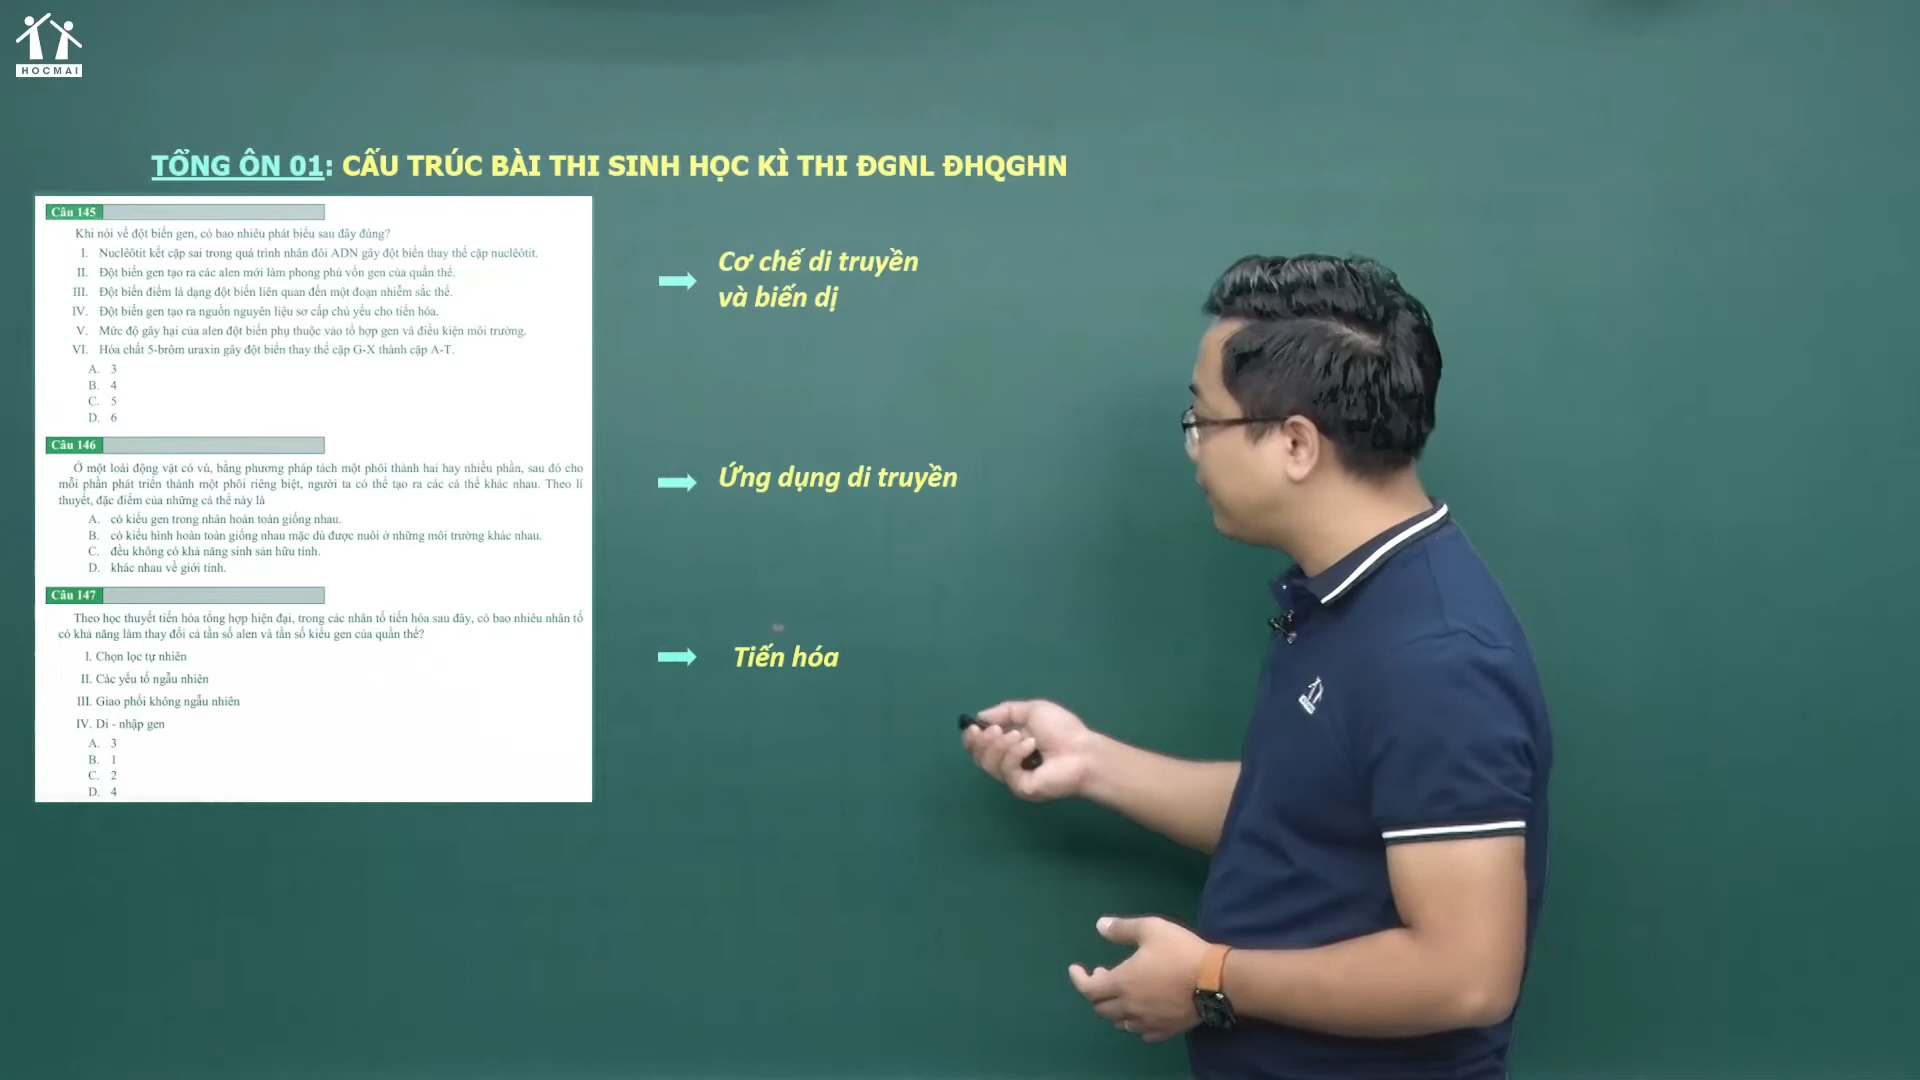 HOCMAI
TỔNG ÔN 01: CẤU TRÚC BÀI THI SINH HỌC KÌ THI ĐGNL ĐHQGHN
Câu 145
Khi nói về đột biến gen, có bao nhiêu phát biểu sau đây đúng?
I. Nuclêôtit kết cặp sai trong quá trình nhân đôi ADN gây đột biến thay thế cặp nuclêôtit.
II. Đột biến gen tạo ra các alen mới làm phong phú vốn gen của quần thể.
III. Đột biến điểm là dạng đột biến liên quan đến một đoạn nhiễm sắc thể.
IV. Đột biến gen tạo ra nguồn nguyên liệu sơ cấp chủ yếu cho tiến hóa.
V. Mức độ gây hại của alen đột biến phụ thuộc vào tổ hợp gen và điều kiện môi trường.
VI. Hóa chất 5-brôm uraxin gây đột biến thay thế cặp G-X thành cặp A-T.
A. 3
B. 4
C. 5
D. 6
Câu 146
Ở một loài động vật có vú, bằng phương pháp tách một phôi thành hai hay nhiều phần, sau đó cho
mỗi phần phát triển thành một phôi riêng biệt, người ta có thể tạo ra các cá thể khác nhau. Theo lí
thuyết, đặc điểm của những cá thể này là
A. có kiểu gen trong nhân hoàn toàn giống nhau.
B. có kiểu hình hoàn toàn giống nhau mặc dù được nuôi ở những môi trường khác nhau.
C. đều không có khả năng sinh sản hữu tính.
D. khác nhau về giới tính.
Câu 147
Theo học thuyết tiến hóa tổng hợp hiện đại, trong các nhân tố tiến hóa sau đây, có bao nhiêu nhân tố
có khả năng làm thay đổi cả tần số alen và tần số kiểu gen của quần thể?
I. Chọn lọc tự nhiên
II. Các yếu tố ngẫu nhiên
III. Giao phối không ngẫu nhiên
IV. Di - nhập gen
A. 3
B. 1
C. 2
D. 4
Cơ chế di truyền
và biến dị
Ứng dụng di truyền
Tiến hóa